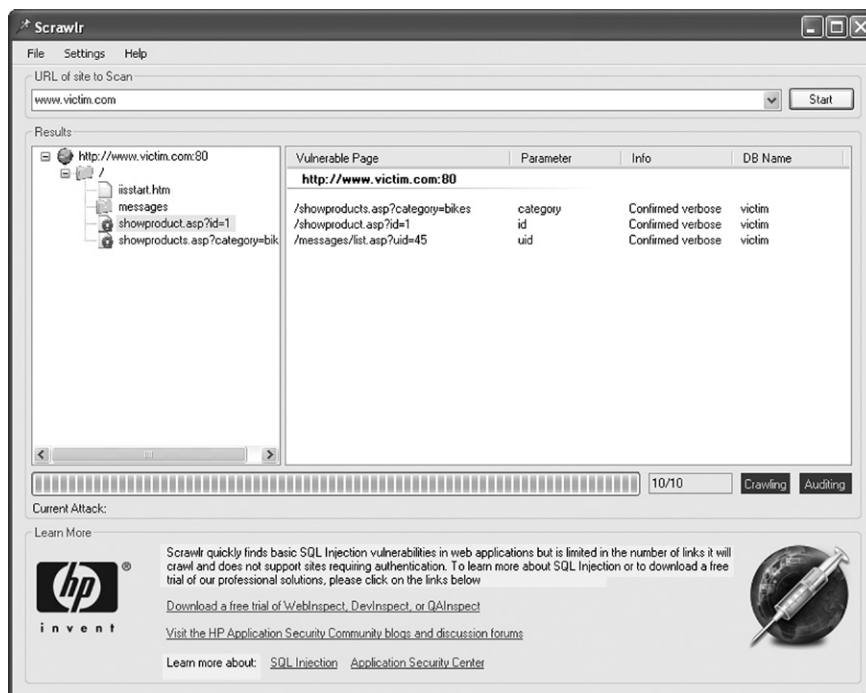 Scrawlr
File Settings Help
URL of site to Scan
www.victim.com
Start
Results
http://www.victim.com:80
/
iisstart.htm
messages
showproduct.asp?id=1
showproducts.asp?category=bik
Vulnerable Page Parameter Info DB Name
http://www.victim.com:80
/showproducts.asp?category=bikes category Confirmed verbose victim
/showproduct.asp?id=1 id Confirmed verbose victim
/messages/list.asp?uid=45 uid Confirmed verbose victim
10/10 Crawling Auditing
Current Attack:
Learn More
hp ®
invent
Scrawlr quickly finds basic SQL Injection vulnerabilities in web applications but is limited in the number of links it will
crawl and does not support sites requiring authentication. To learn more about SQL Injection or to download a free
trial of our professional solutions, please click on the links below
Download a free trial of WebInspect, DevInspect, or QAInspect
Visit the HP Application Security Community blogs and discussion forums
Learn more about: SQL Injection Application Security Center